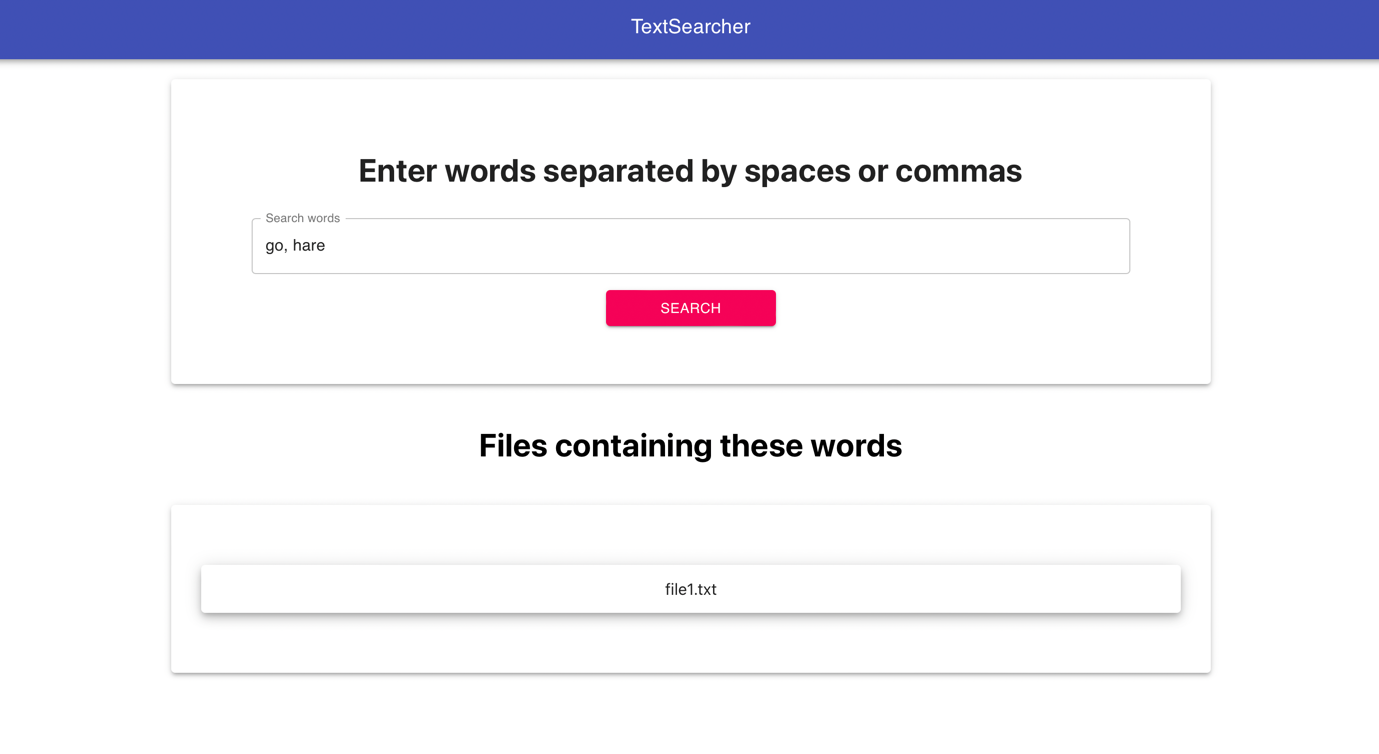 TextSearcher
Enter words separated by spaces or commas
Search words
go, hare
SEARCH
Files containing these words
file1.txt